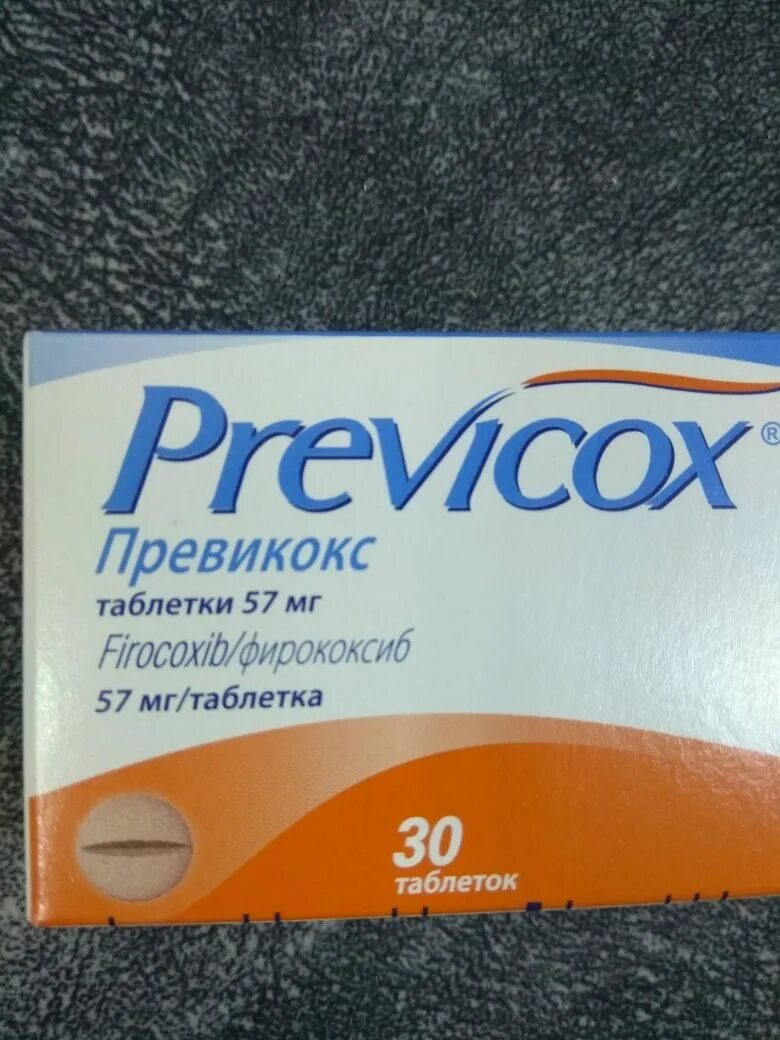 Previcox®
Превикокс
таблетки 57 мг
Firocoxib/фирококсиб
57 мг/таблетка
30
таблеток